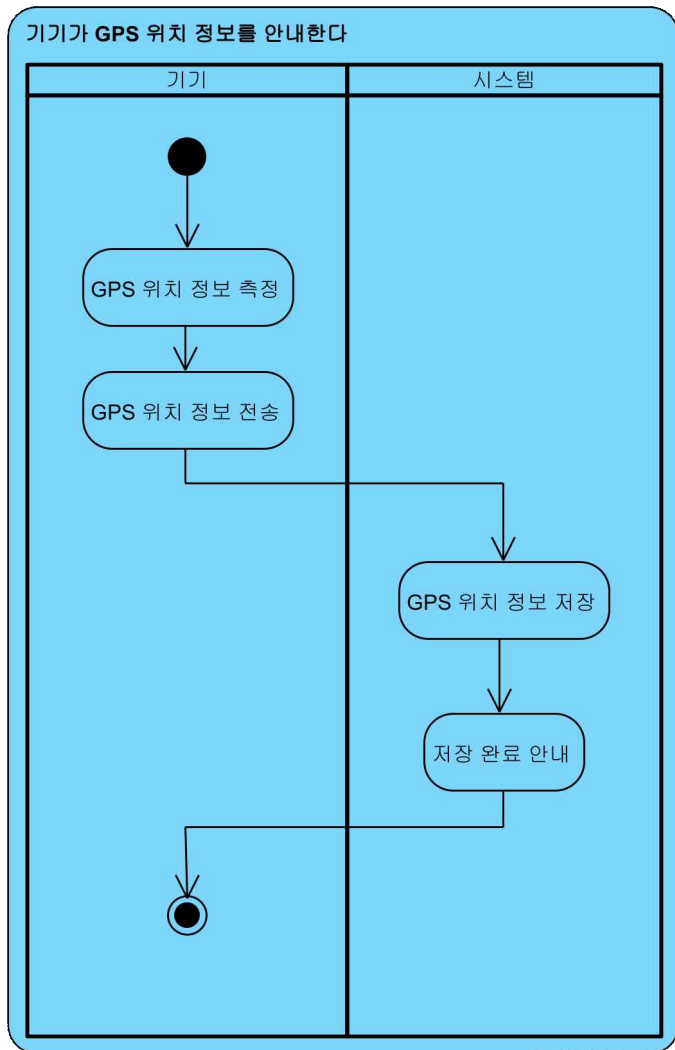 기기가 GPS 위치 정보를 안내한다
기기
시스템
GPS 위치 정보 측정
GPS 위치 정보 전송
GPS 위치 정보 저장
저장 완료 안내